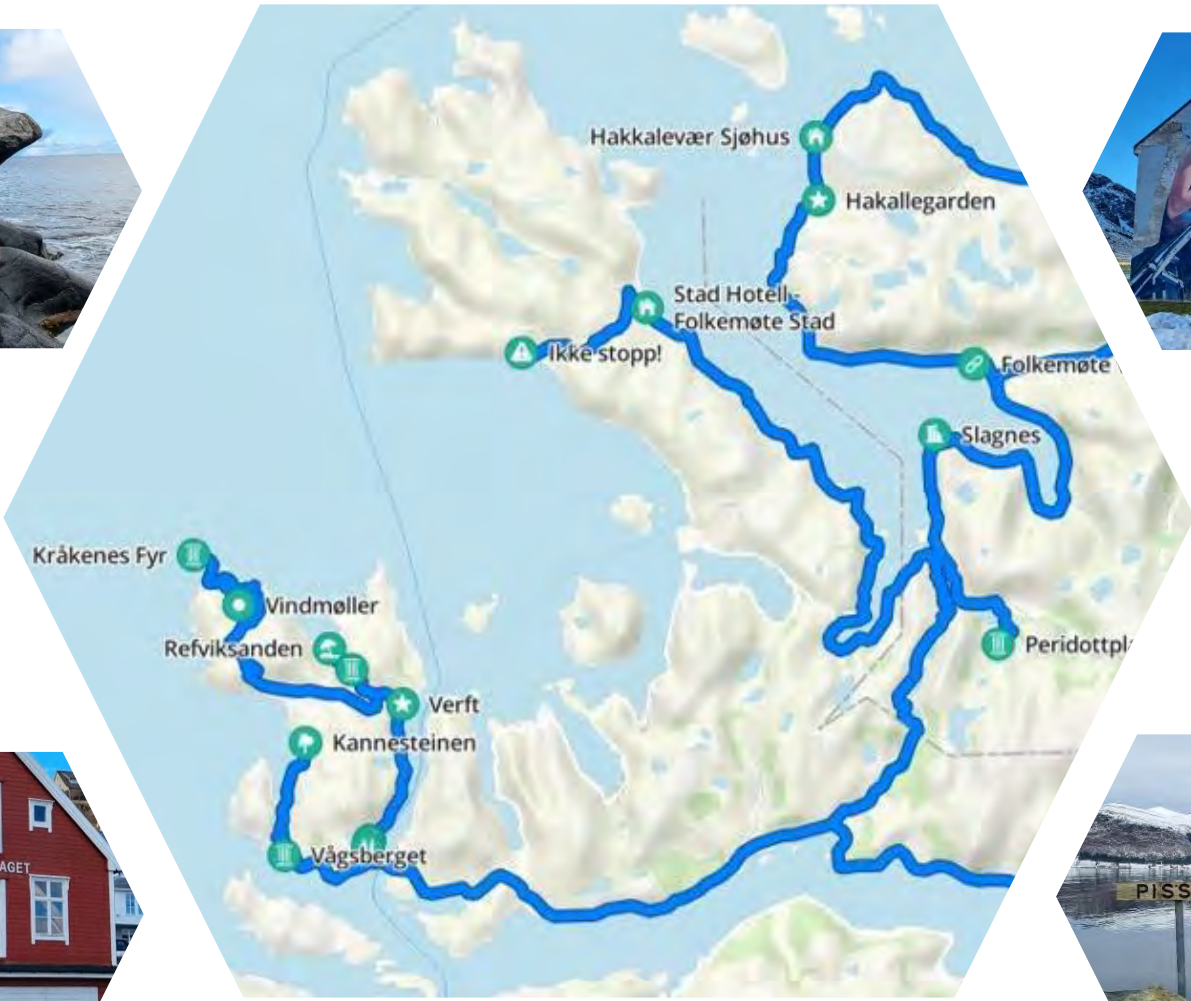 Hakkalevær Sjøhus
Hakallegarden
Stad Hotell -
Folkemøte Stad
Ikke stopp!
Folkemøte
Slagnes
Kråkenes Fyr
Vindmøller
Refviksanden
Peridottpl
Verft
Kannesteinen
Vågsberget
AGET
PISS